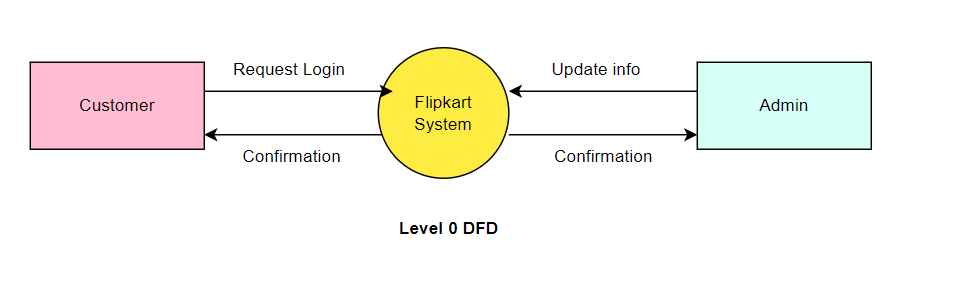 Request Login
Update info
Customer
Flipkart
System
Admin
Confirmation
Confirmation
Level 0 DFD